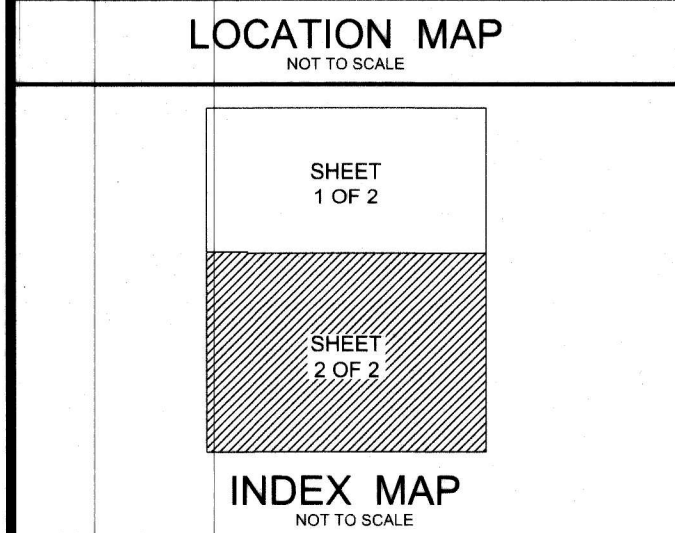 LOCATION MAP
NOT TO SCALE
SHEET
1 OF 2
SHEET
2 OF 2
INDEX MAP
NOT TO SCALE